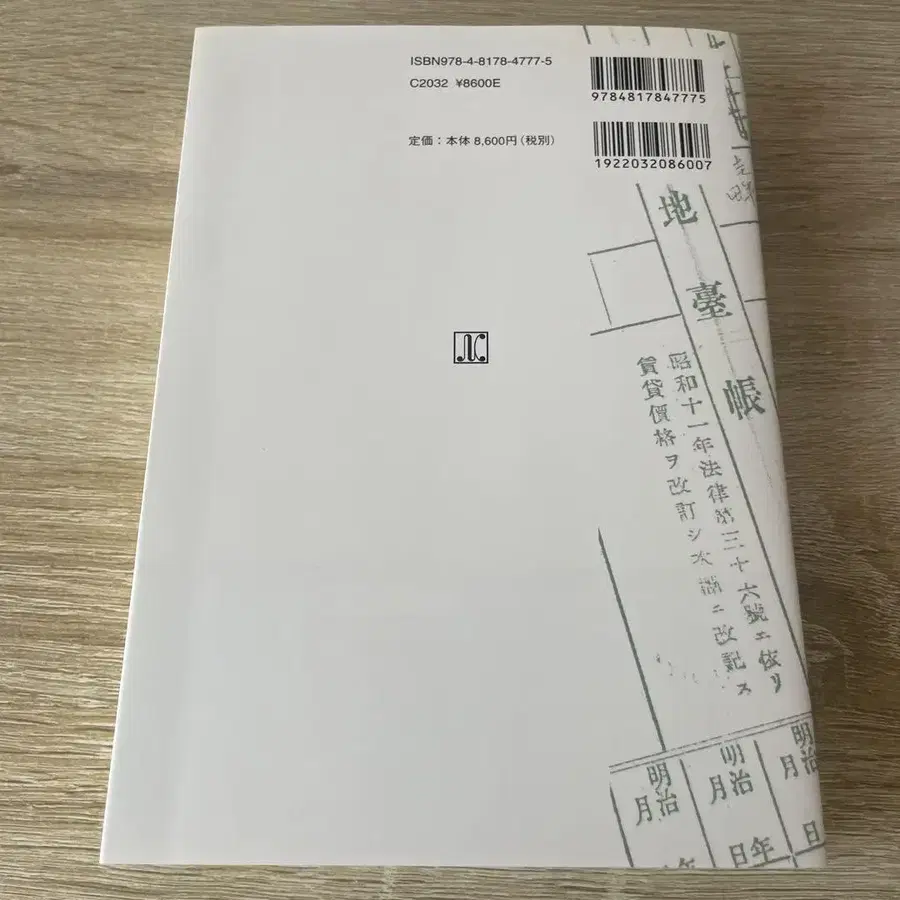 ISBN978-4-8178-4777-5
C2032 ¥8600E
定価：本体 8,600円(税別)
9784817847775
1922032086007
地臺帳
昭和十一年法律第三十六號ニ依リ
賃貸價格ヲ改訂シ次欄ニ改記ス
明治
月
日
明治
年
月
日
明治
年
月